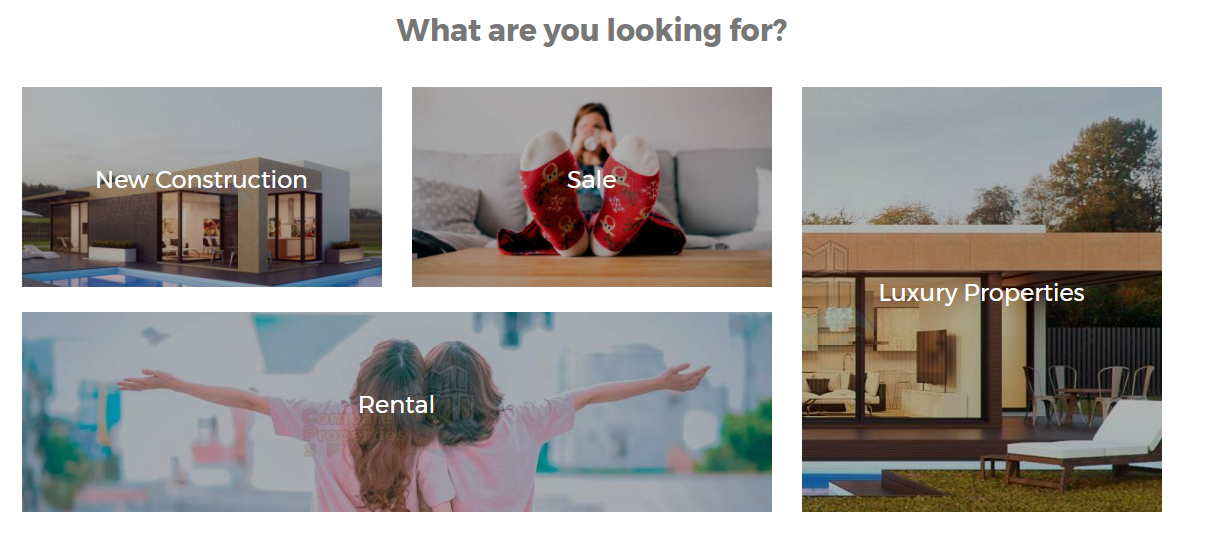 What are you looking for?
New Construction
Sale
Luxury Properties
Rental